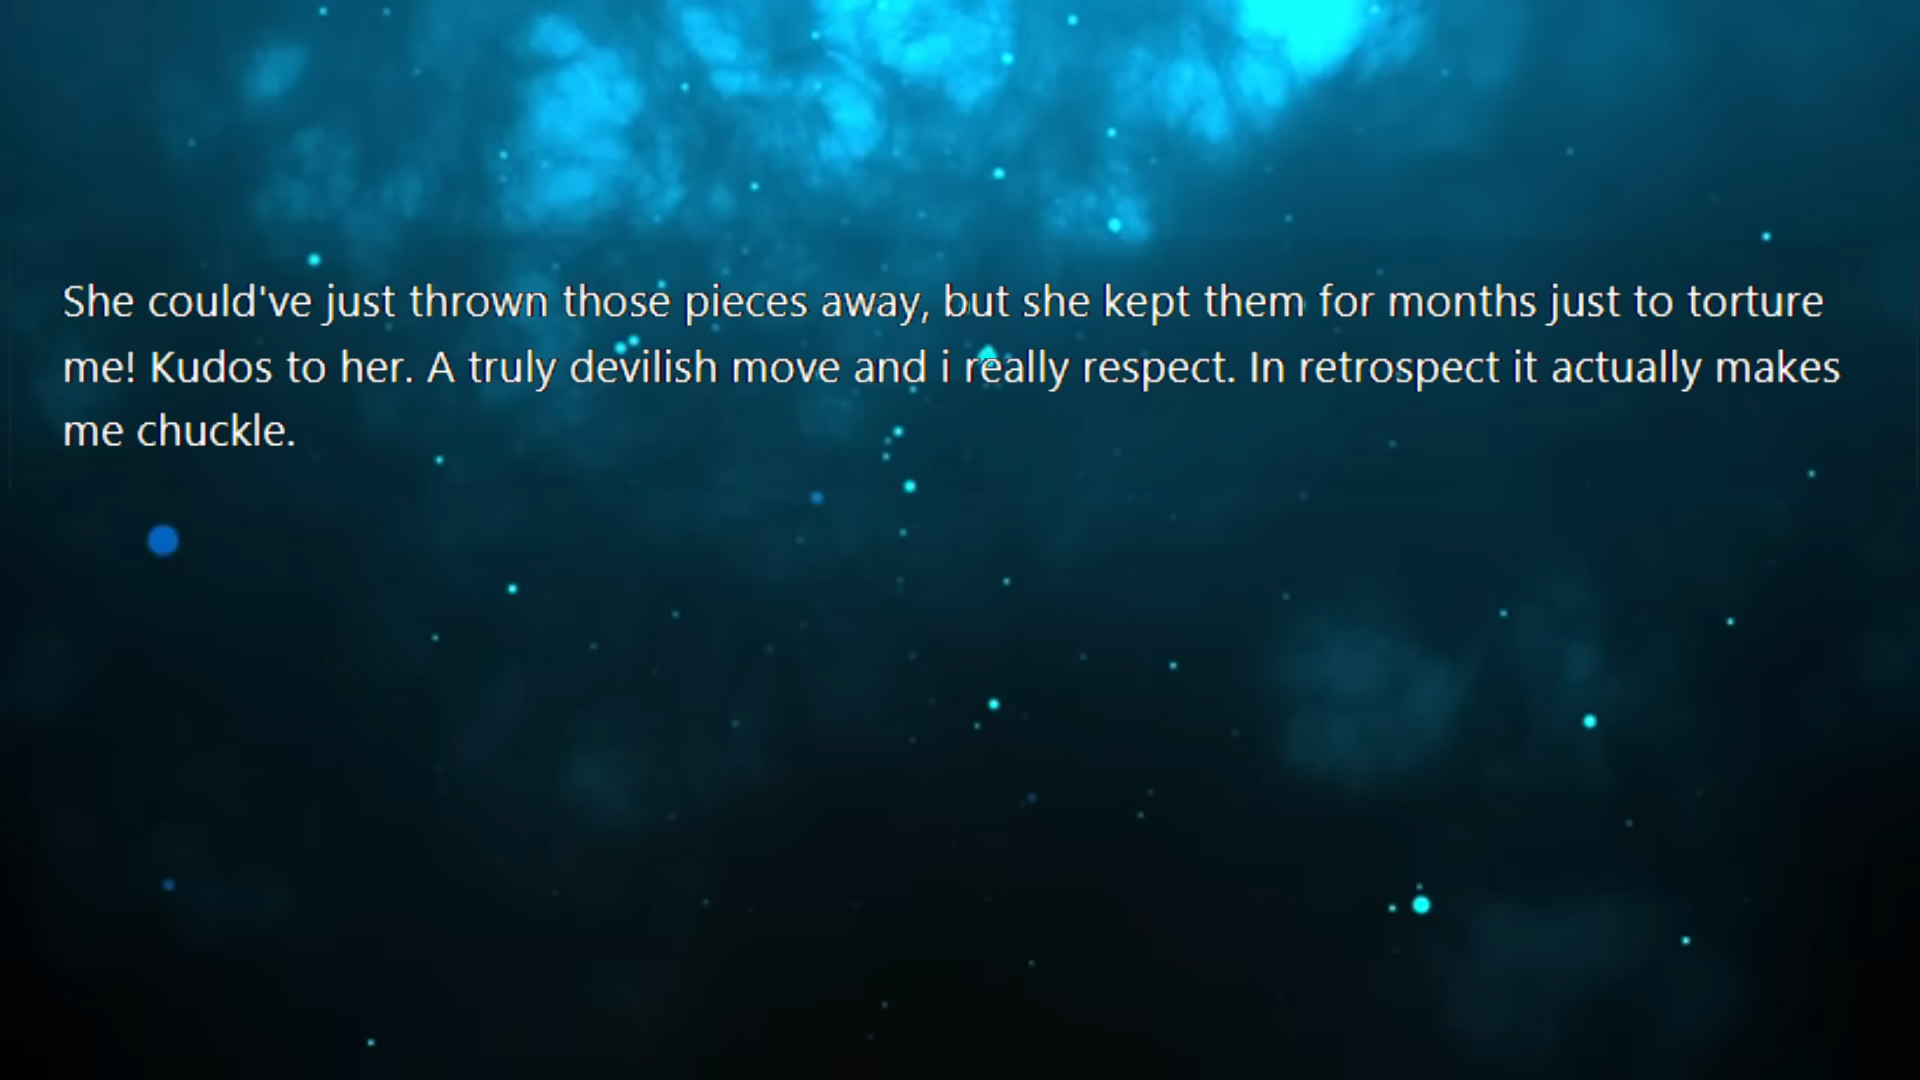 She could've just thrown those pieces away, but she kept them for months just to torture
me! Kudos to her. A truly devilish move and i really respect. In retrospect it actually makes
me chuckle.